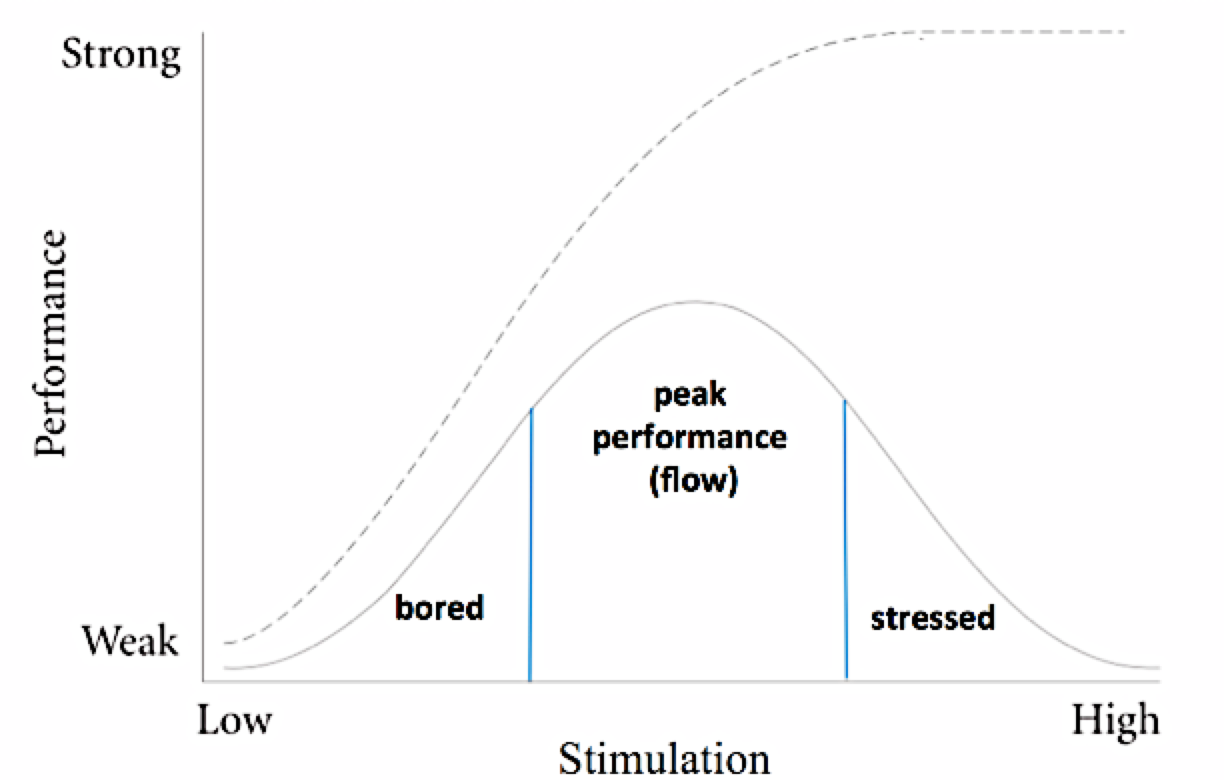 Strong
Performance
peak
performance
(flow)
bored
stressed
Weak
Low
High
Stimulation